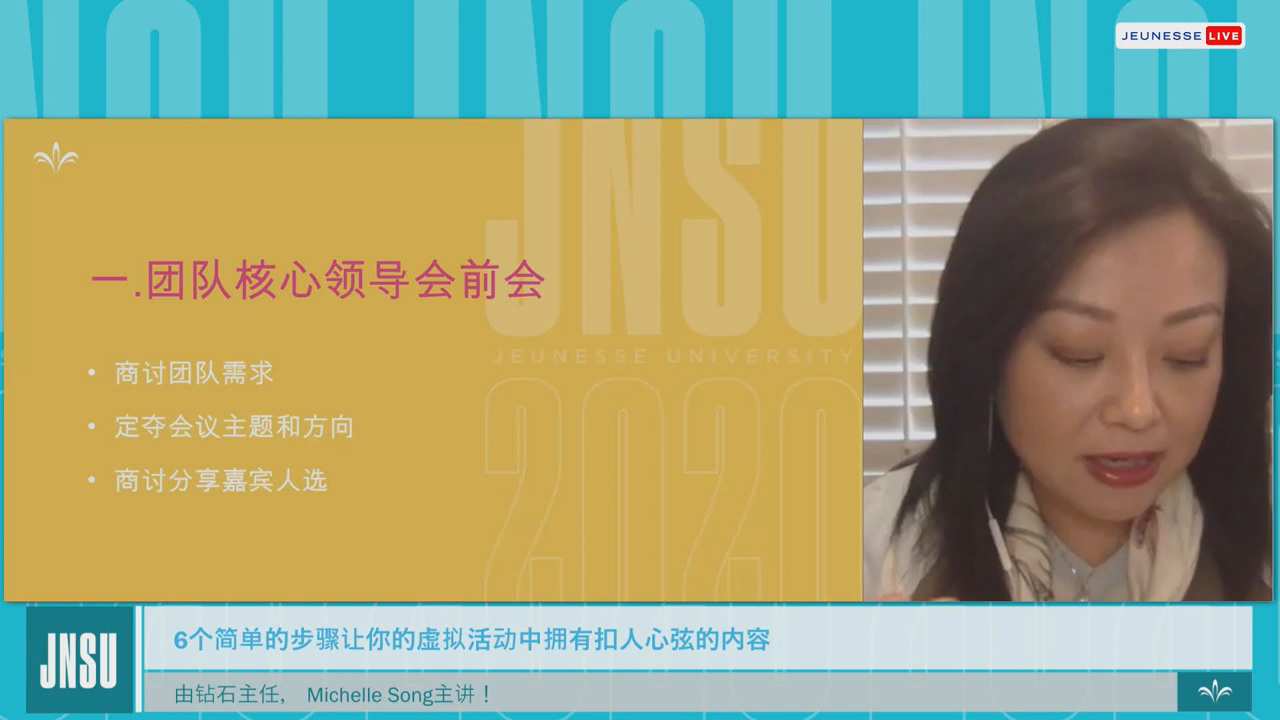 JEUNESSE LIVE
JNSU
JEUNESSE UNIVERSITY
2020
一.团队核心领导会前会
• 商讨团队需求
• 定夺会议主题和方向
• 商讨分享嘉宾人选
JNSU
6个简单的步骤让你的虚拟活动中拥有扣人心弦的内容
由钻石主任, Michelle Song主讲！